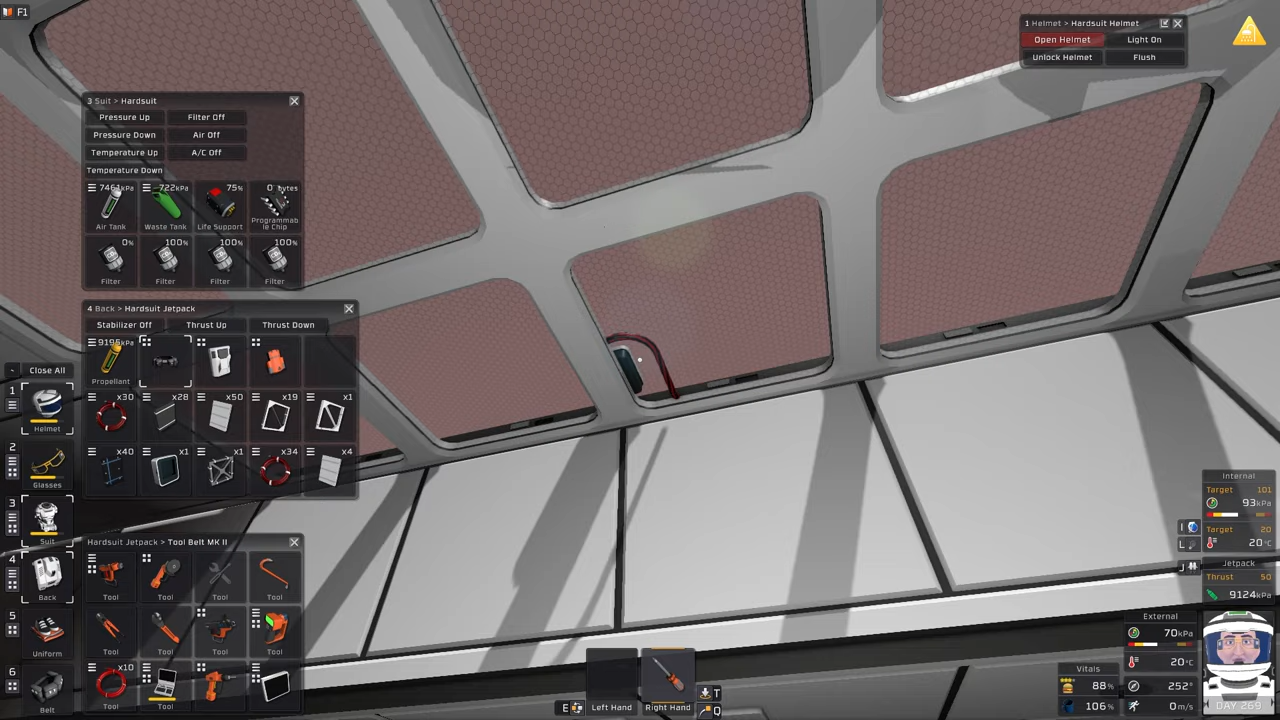 F1
1 Helmet > Hardsuit Helmet
Open Helmet Light On
Unlock Helmet Flush
3 Suit > Hardsuit
Pressure Up Filter Off
Pressure Down Air Off
Temperature Up A/C Off
Temperature Down
7461kPa 722kPa 75% 0 bytes
Air Tank Waste Tank Life Support Programmab
le Chip
0% 100% 100% 100%
Filter Filter Filter Filter
4 Back > Hardsuit Jetpack
Stabilizer Off Thrust Up Thrust Down
9195kPa
Propellant
x30 x28 x50 x19 x1
x40 x1 x1 x34 x4
- Close All
1
Helmet
2
Glasses
3
Suit
4
Back
5
Uniform
6
Belt
Hardsuit Jetpack > Tool Belt MK II
Tool Tool Tool Tool
Tool Tool Tool Tool
x10
Tool Tool Tool Tool
E Left Hand Right Hand
T
Q
Internal
Target 101
93kPa
Target 20
20°C
I
L
J
Jetpack
Thrust 50
9124kPa
External
70kPa
20°C
252°
0m/s
Vitals
88%
106%
DAY 269